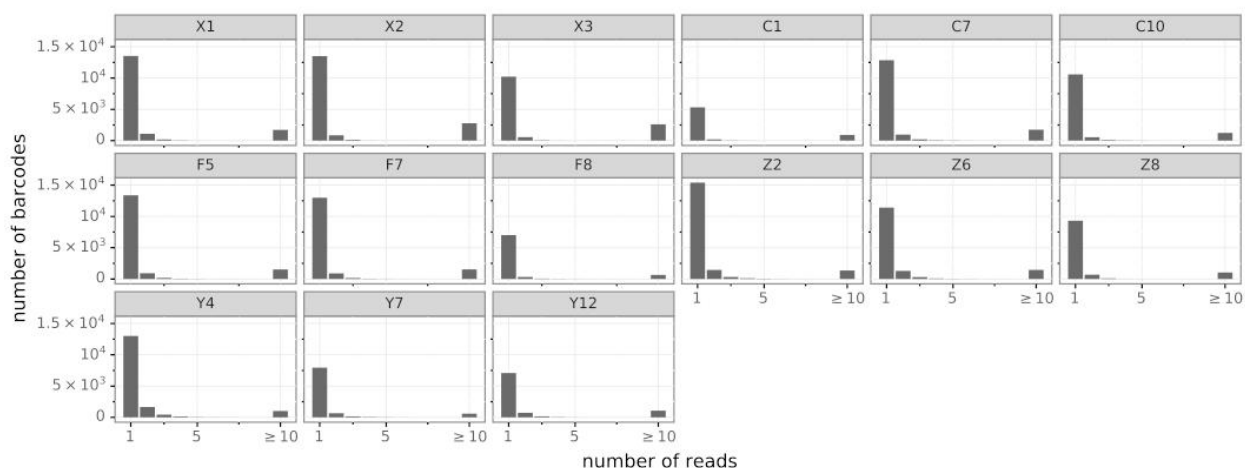 X1 X2 X3 C1 C7 C10
1.5 × 10⁴
10⁴
5 × 10³
0
F5 F7 F8 Z2 Z6 Z8
1.5 × 10⁴
10⁴
5 × 10³
0
1 5 ≥ 10 1 5 ≥ 10 1 5 ≥ 10
Y4 Y7 Y12
1.5 × 10⁴
10⁴
5 × 10³
0
1 5 ≥ 10 1 5 ≥ 10 1 5 ≥ 10
number of barcodes
number of reads